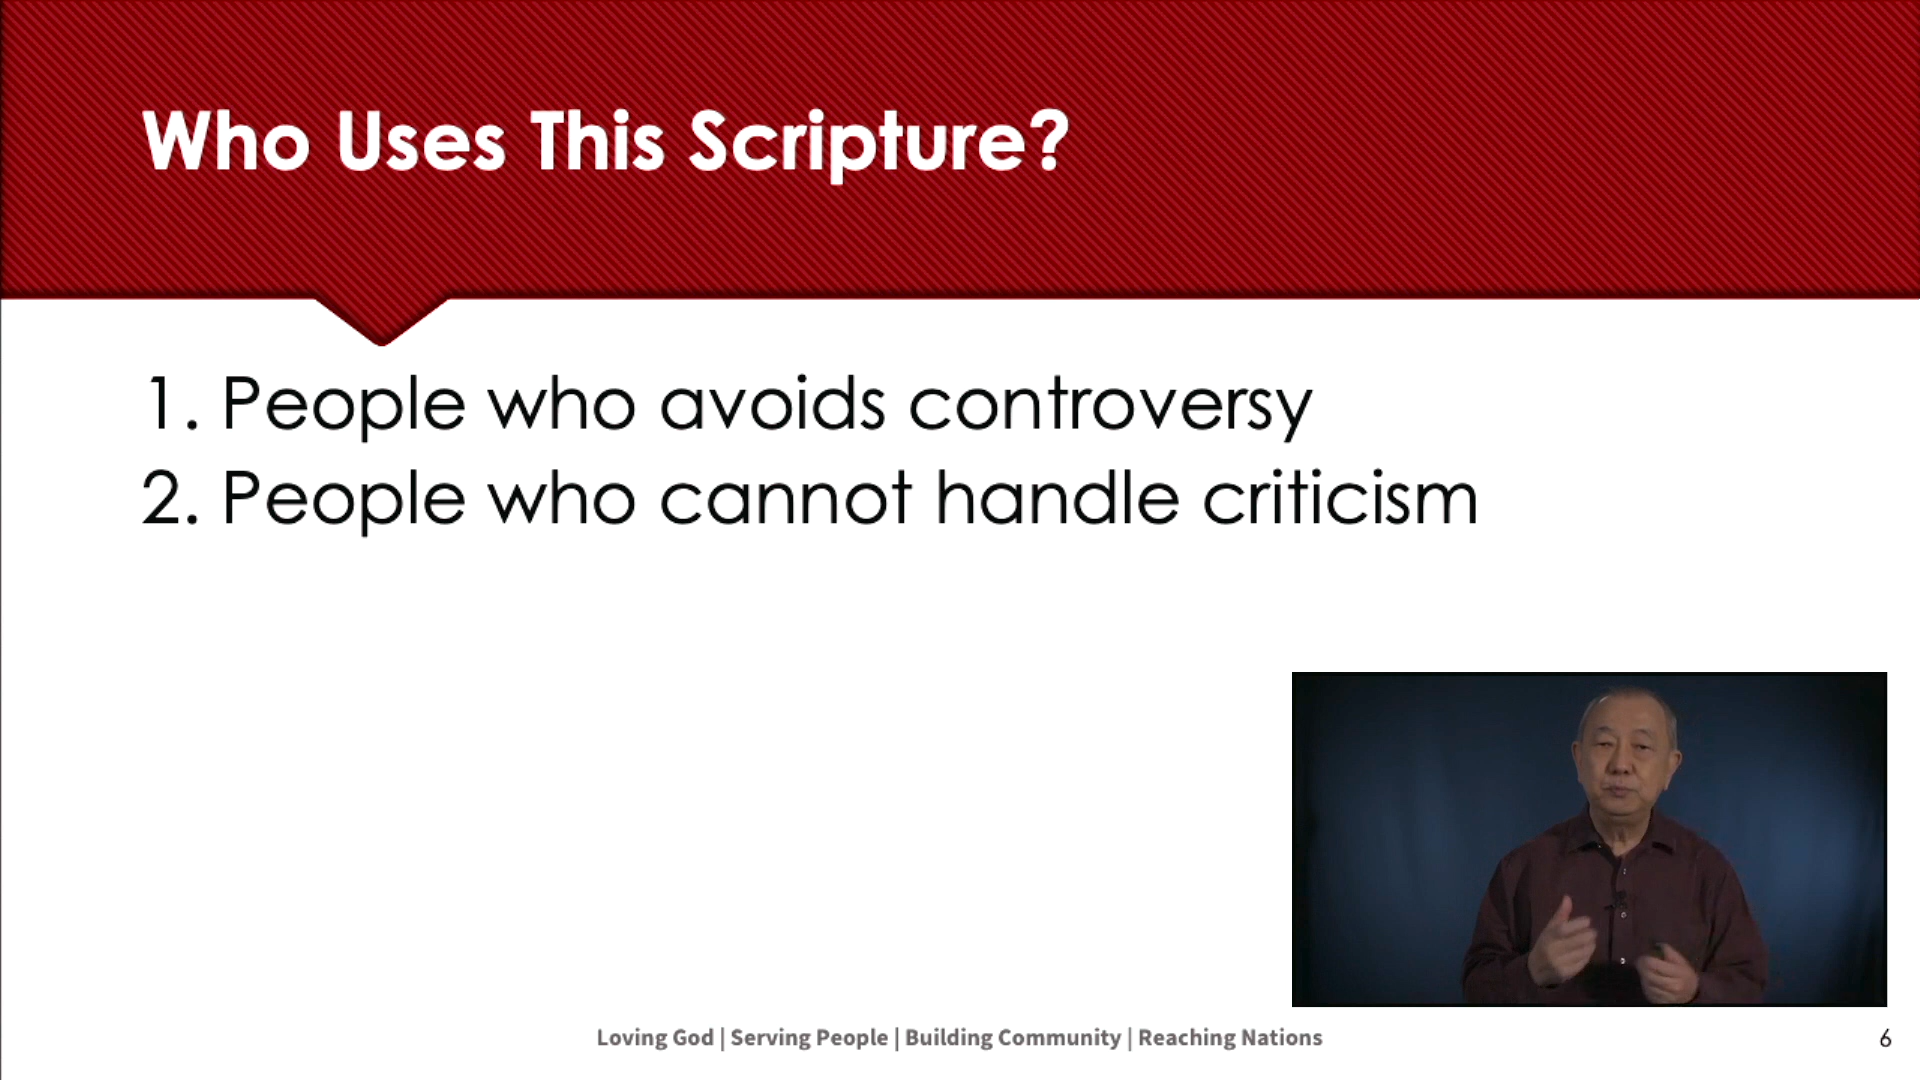 Who Uses This Scripture?
1. People who avoids controversy
2. People who cannot handle criticism
Loving God | Serving People | Building Community | Reaching Nations
6